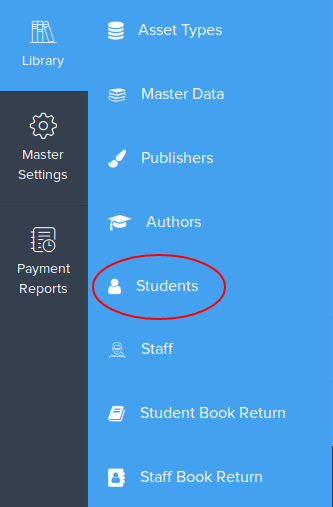 Library
Master
Settings
Payment
Reports
Asset Types
Master Data
Publishers
Authors
Students
Staff
Student Book Return
Staff Book Return